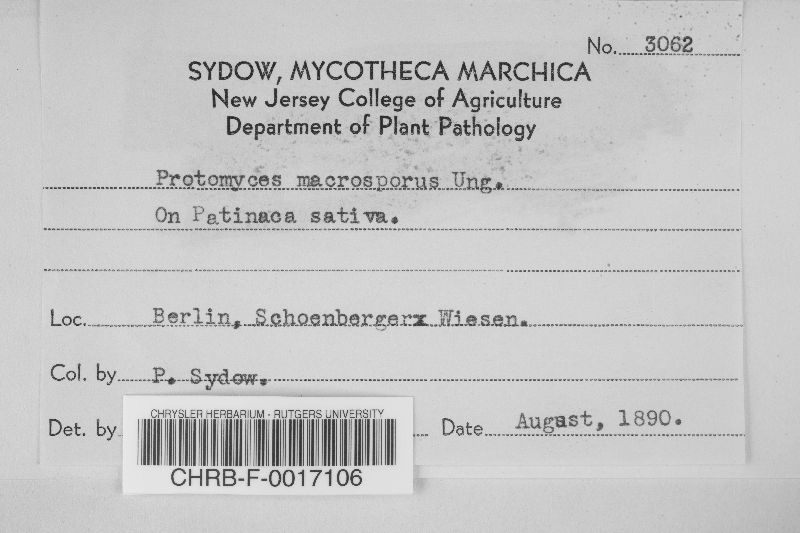 No. 3062
SYDOW, MYCOTHECA MARCHICA
New Jersey College of Agriculture
Department of Plant Pathology
Protomyces macrosporus Ung.
On Patinaca sativa.
Loc. Berlin, Schoenbergerx Wiesen.
Col. by P. Sydow.
Det. by Date August, 1890.
CHRYSLER HERBARIUM - RUTGERS UNIVERSITY
CHRB-F-0017106